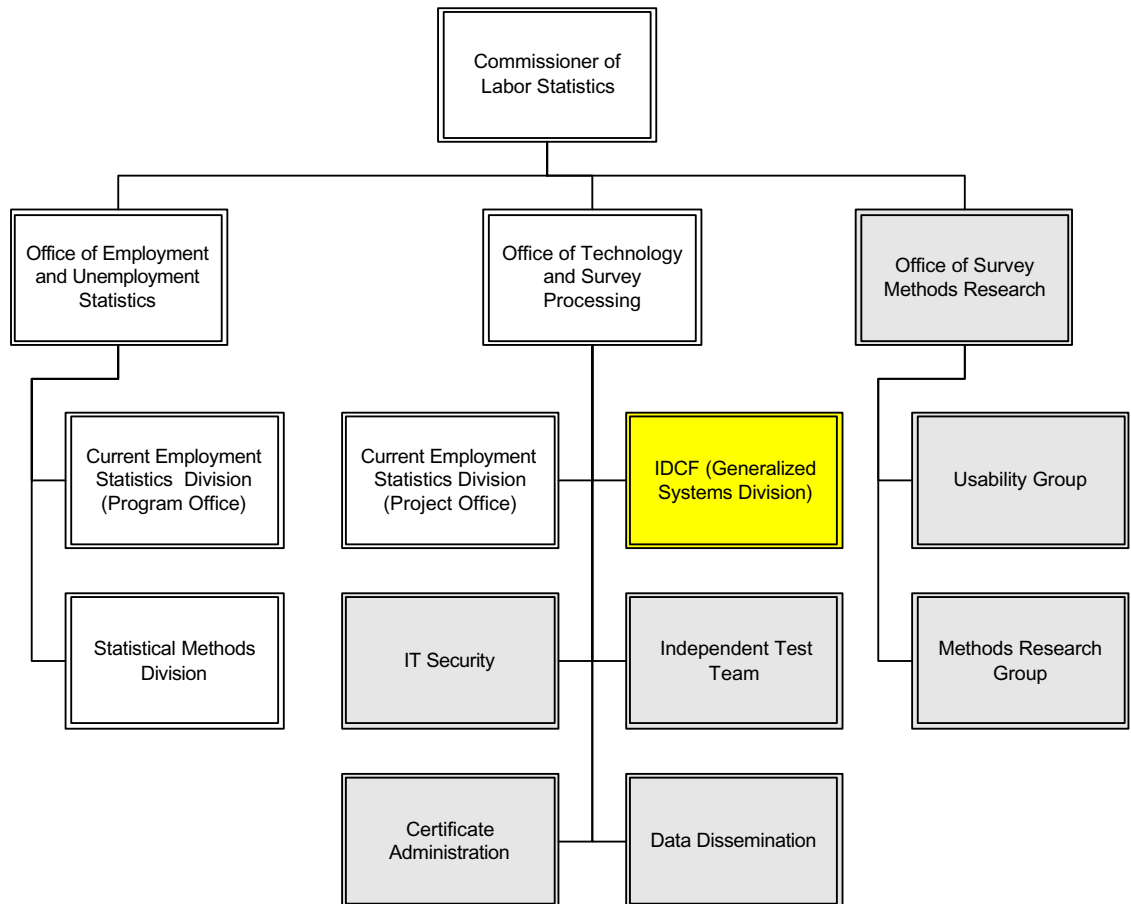 Commissioner of
Labor Statistics
Office of Employment
and Unemployment
Statistics
Office of Technology
and Survey
Processing
Office of Survey
Methods Research
Current Employment
Statistics Division
(Program Office)
Current Employment
Statistics Division
(Project Office)
IDCF (Generalized
Systems Division)
Usability Group
Statistical Methods
Division
IT Security
Independent Test
Team
Methods Research
Group
Certificate
Administration
Data Dissemination